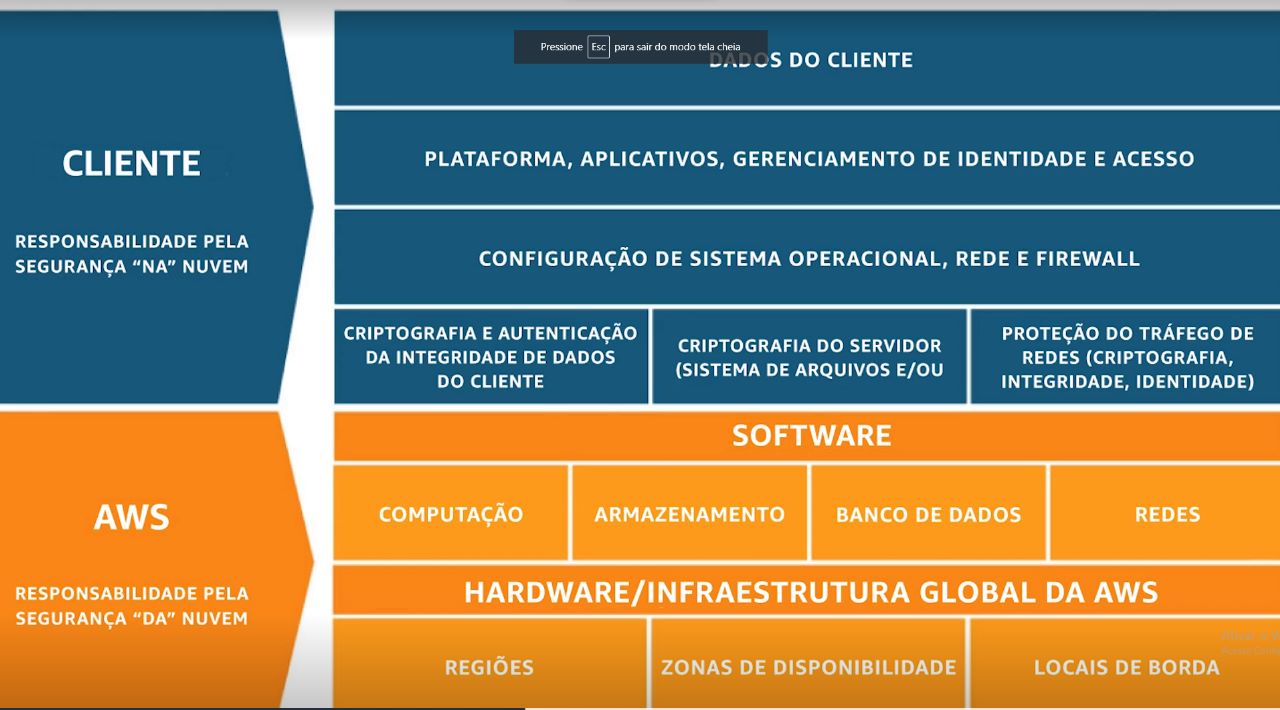 Pressione Esc para sair do modo tela cheia
DADOS DO CLIENTE
CLIENTE
RESPONSABILIDADE PELA
SEGURANÇA “NA” NUVEM
PLATAFORMA, APLICATIVOS, GERENCIAMENTO DE IDENTIDADE E ACESSO
CONFIGURAÇÃO DE SISTEMA OPERACIONAL, REDE E FIREWALL
CRIPTOGRAFIA E AUTENTICAÇÃO
DA INTEGRIDADE DE DADOS
DO CLIENTE
CRIPTOGRAFIA DO SERVIDOR
(SISTEMA DE ARQUIVOS E/OU
PROTEÇÃO DO TRÁFEGO DE
REDES (CRIPTOGRAFIA,
INTEGRIDADE, IDENTIDADE)
AWS
RESPONSABILIDADE PELA
SEGURANÇA “DA” NUVEM
SOFTWARE
COMPUTAÇÃO
ARMAZENAMENTO
BANCO DE DADOS
REDES
HARDWARE/INFRAESTRUTURA GLOBAL DA AWS
REGIÕES
ZONAS DE DISPONIBILIDADE
LOCAIS DE BORDA